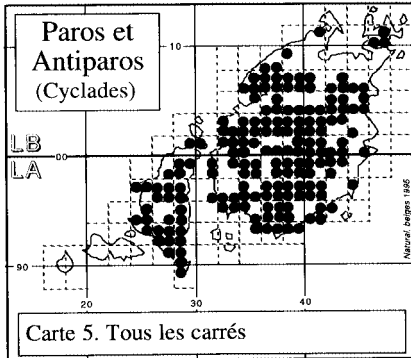 Paros et
Antiparos
(Cyclades)
10
LB
00
LA
90
20
30
40
Natural. belges 1995
Carte 5. Tous les carrés